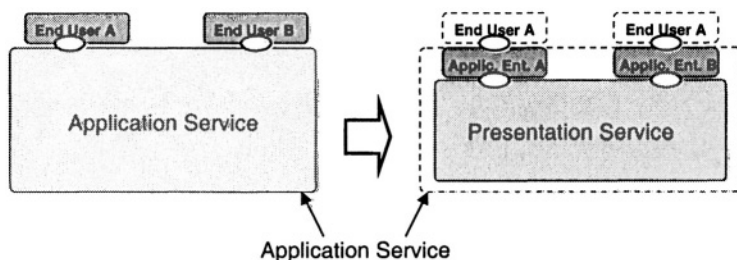 End User A
End User B
Application Service
End User A
End User A
Applic. Ent. A
Applic. Ent. B
Presentation Service
Application Service